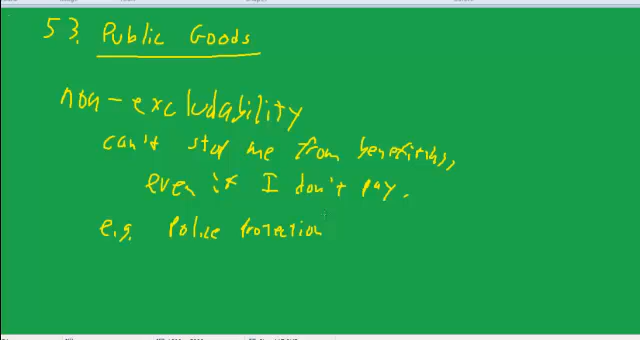 53. Public Goods
non-excludability
can't stop me from benefiting,
even if I don't pay.
e.g. Police protection